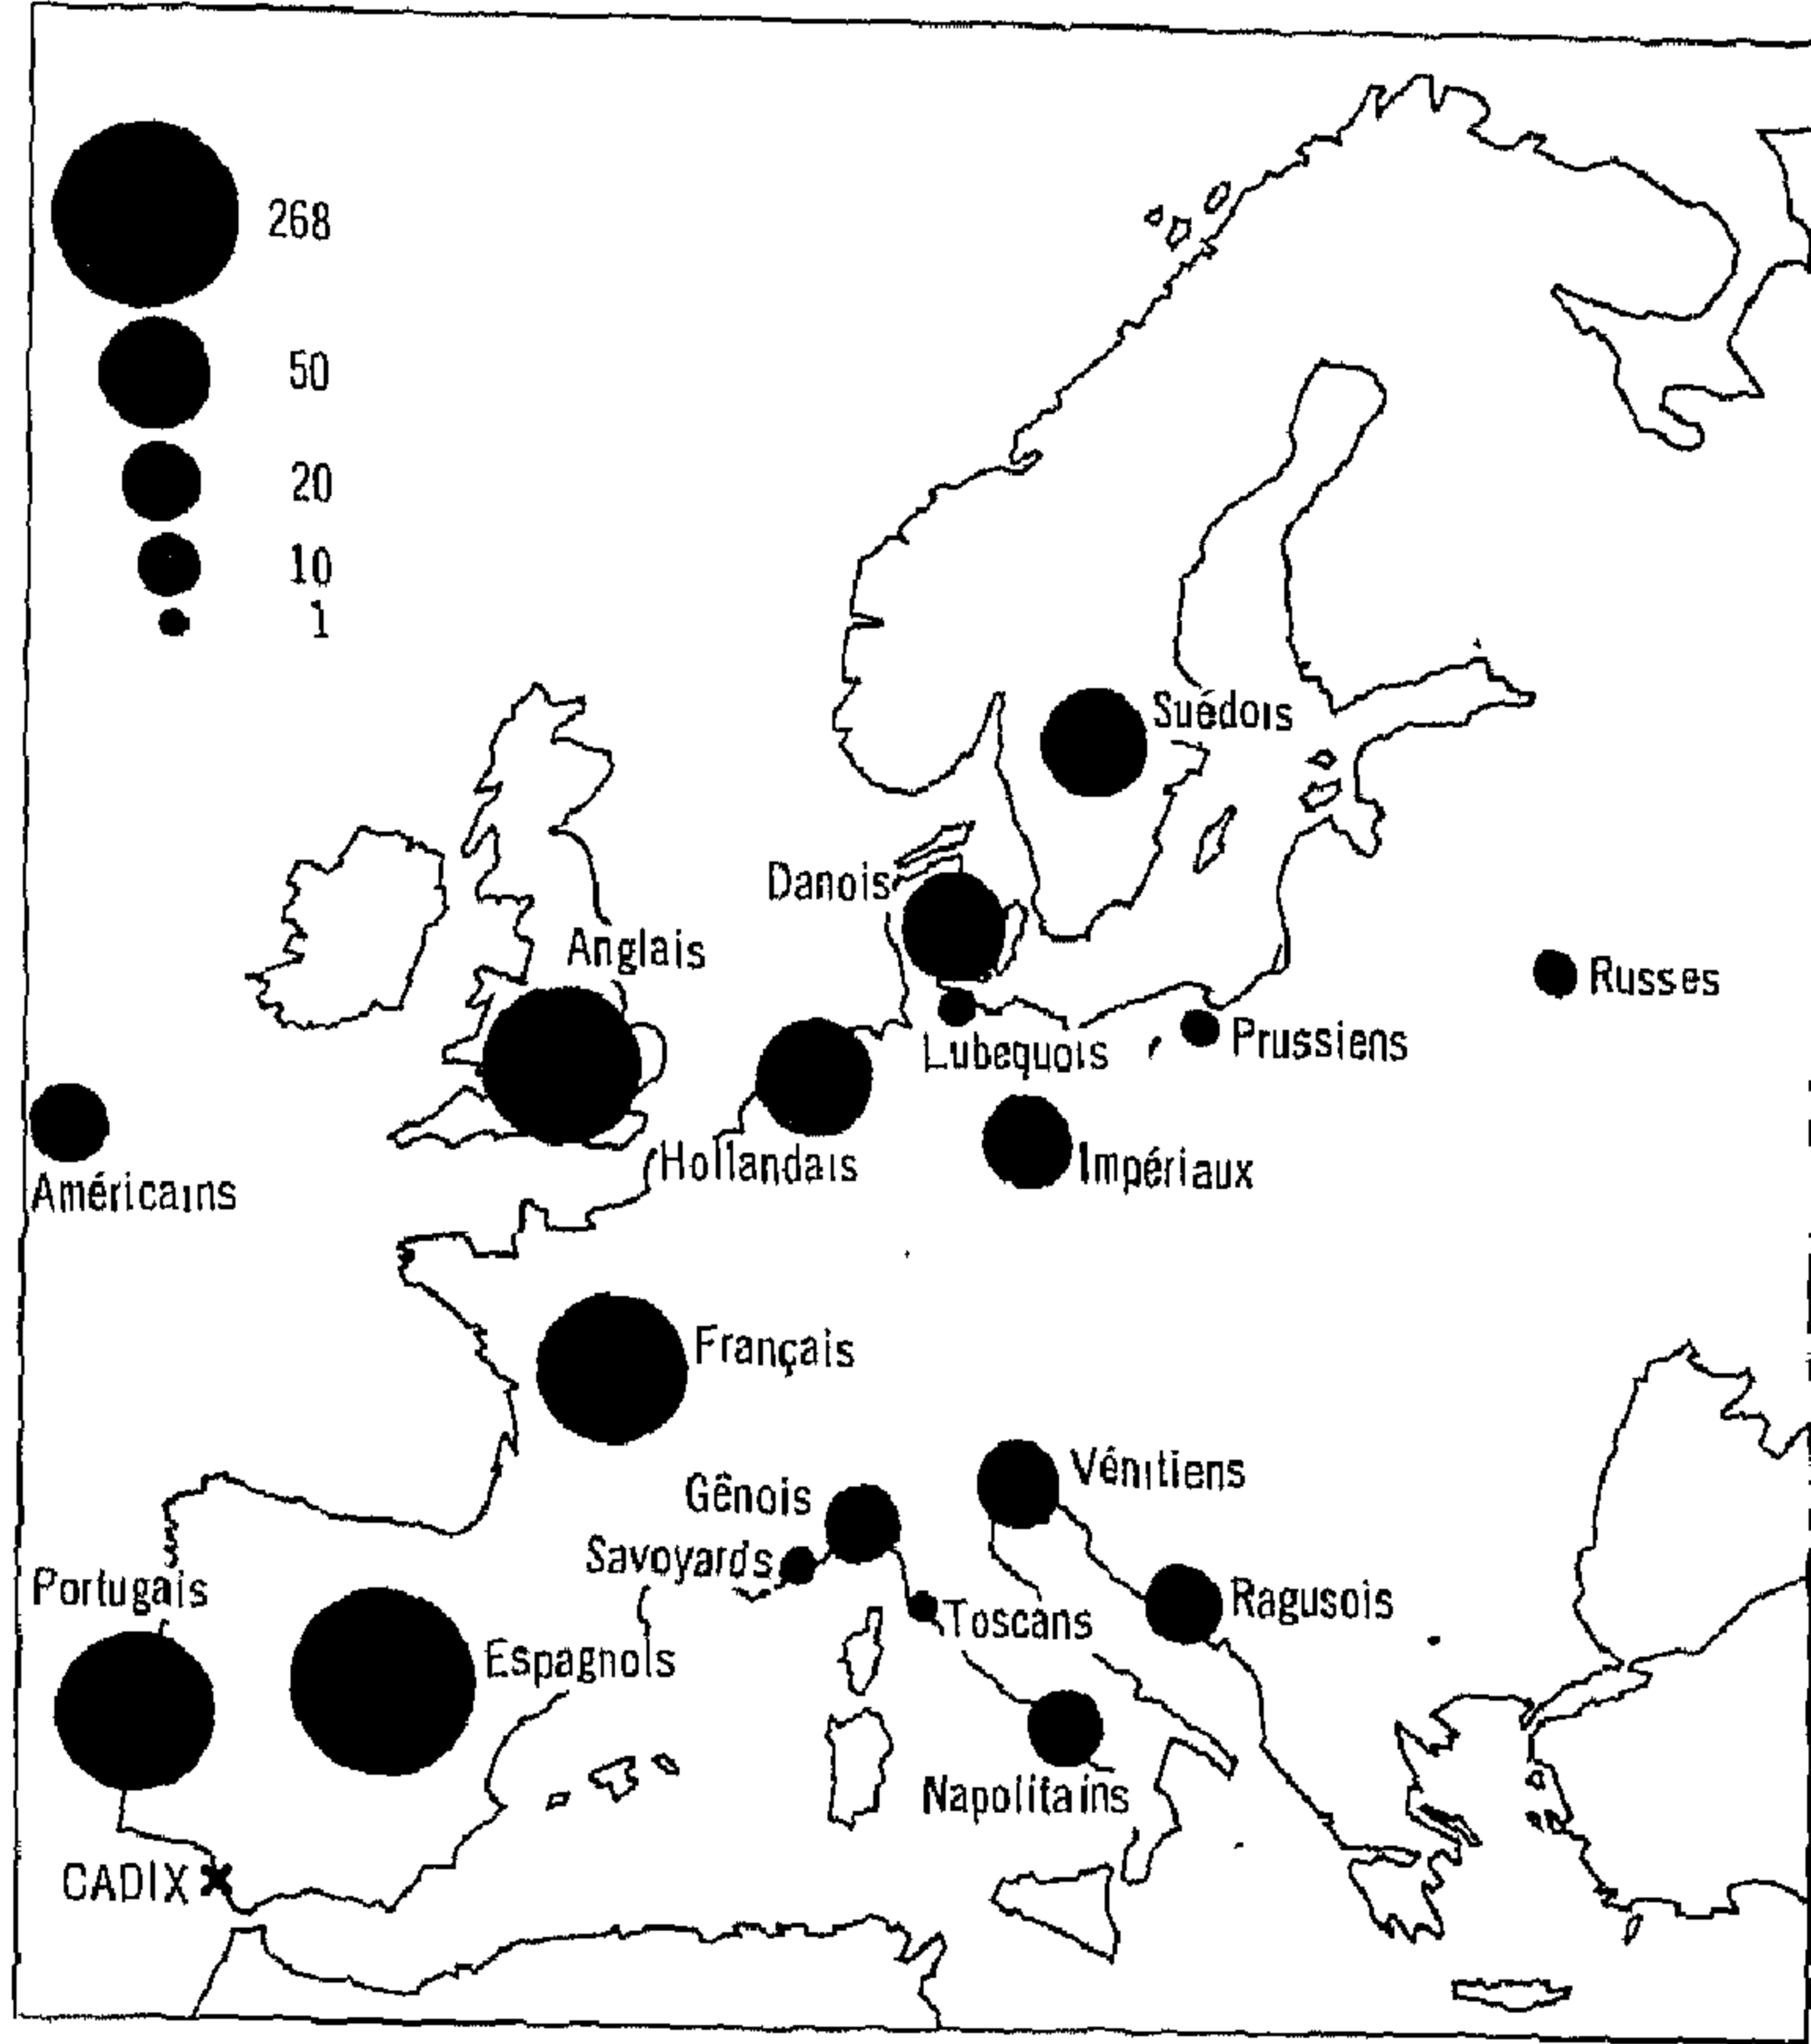 268
50
20
10
1
Suédois
Danois
Anglais
Russes
Lubequois
Prussiens
Hollandais
Impériaux
Américains
Français
Vénitiens
Gênois
Savoyards
Portugais
Ragusois
Toscans
Espagnols
Napolitains
CADIX